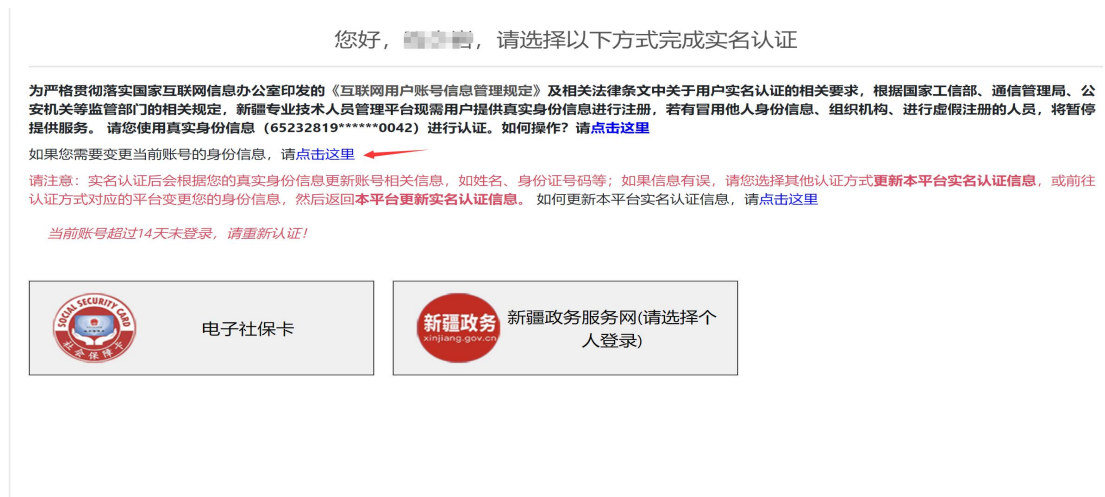 您好，，请选择以下方式完成实名认证
为严格贯彻落实国家互联网信息办公室印发的《互联网用户账号信息管理规定》及相关法律条文中关于用户实名认证的相关要求，根据国家工信部、通信管理局、公
安机关等监管部门的相关规定，新疆专业技术人员管理平台现需用户提供真实身份信息进行注册，若有冒用他人身份信息、组织机构、进行虚假注册的人员，将暂停
提供服务。 请您使用真实身份信息（65232819******0042）进行认证。如何操作？请点击这里
如果您需要变更当前账号的身份信息，请点击这里
请注意：实名认证后会根据您的真实身份信息更新账号相关信息，如姓名、身份证号码等；如果信息有误，请您选择其他认证方式更新本平台实名认证信息，或前往
认证方式对应的平台变更您的身份信息，然后返回本平台更新实名认证信息。 如何更新本平台实名认证信息，请点击这里
当前账号超过14天未登录，请重新认证！
SOCIAL SECURITY CARD
社会保障卡
电子社保卡
新疆政务
xinjiang.gov.cn
新疆政务服务网(请选择个
人登录)